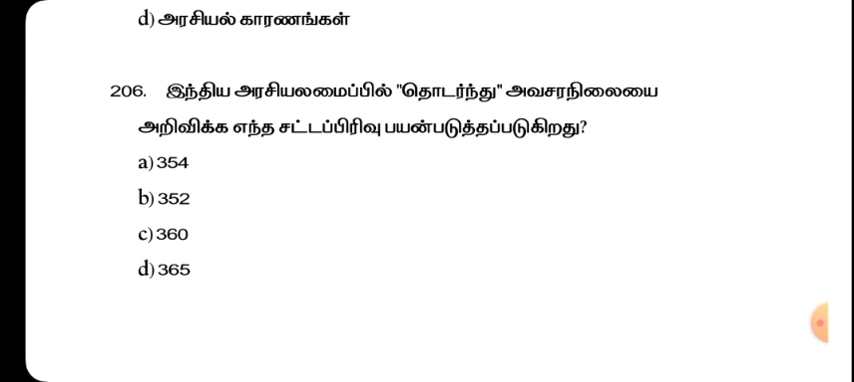 d) அரசியல் காரணங்கள்
206. இந்திய அரசியலமைப்பில் "தொடர்ந்து" அவசரநிலையை
அறிவிக்க எந்த சட்டப்பிரிவு பயன்படுத்தப்படுகிறது?
a) 354
b) 352
c) 360
d) 365